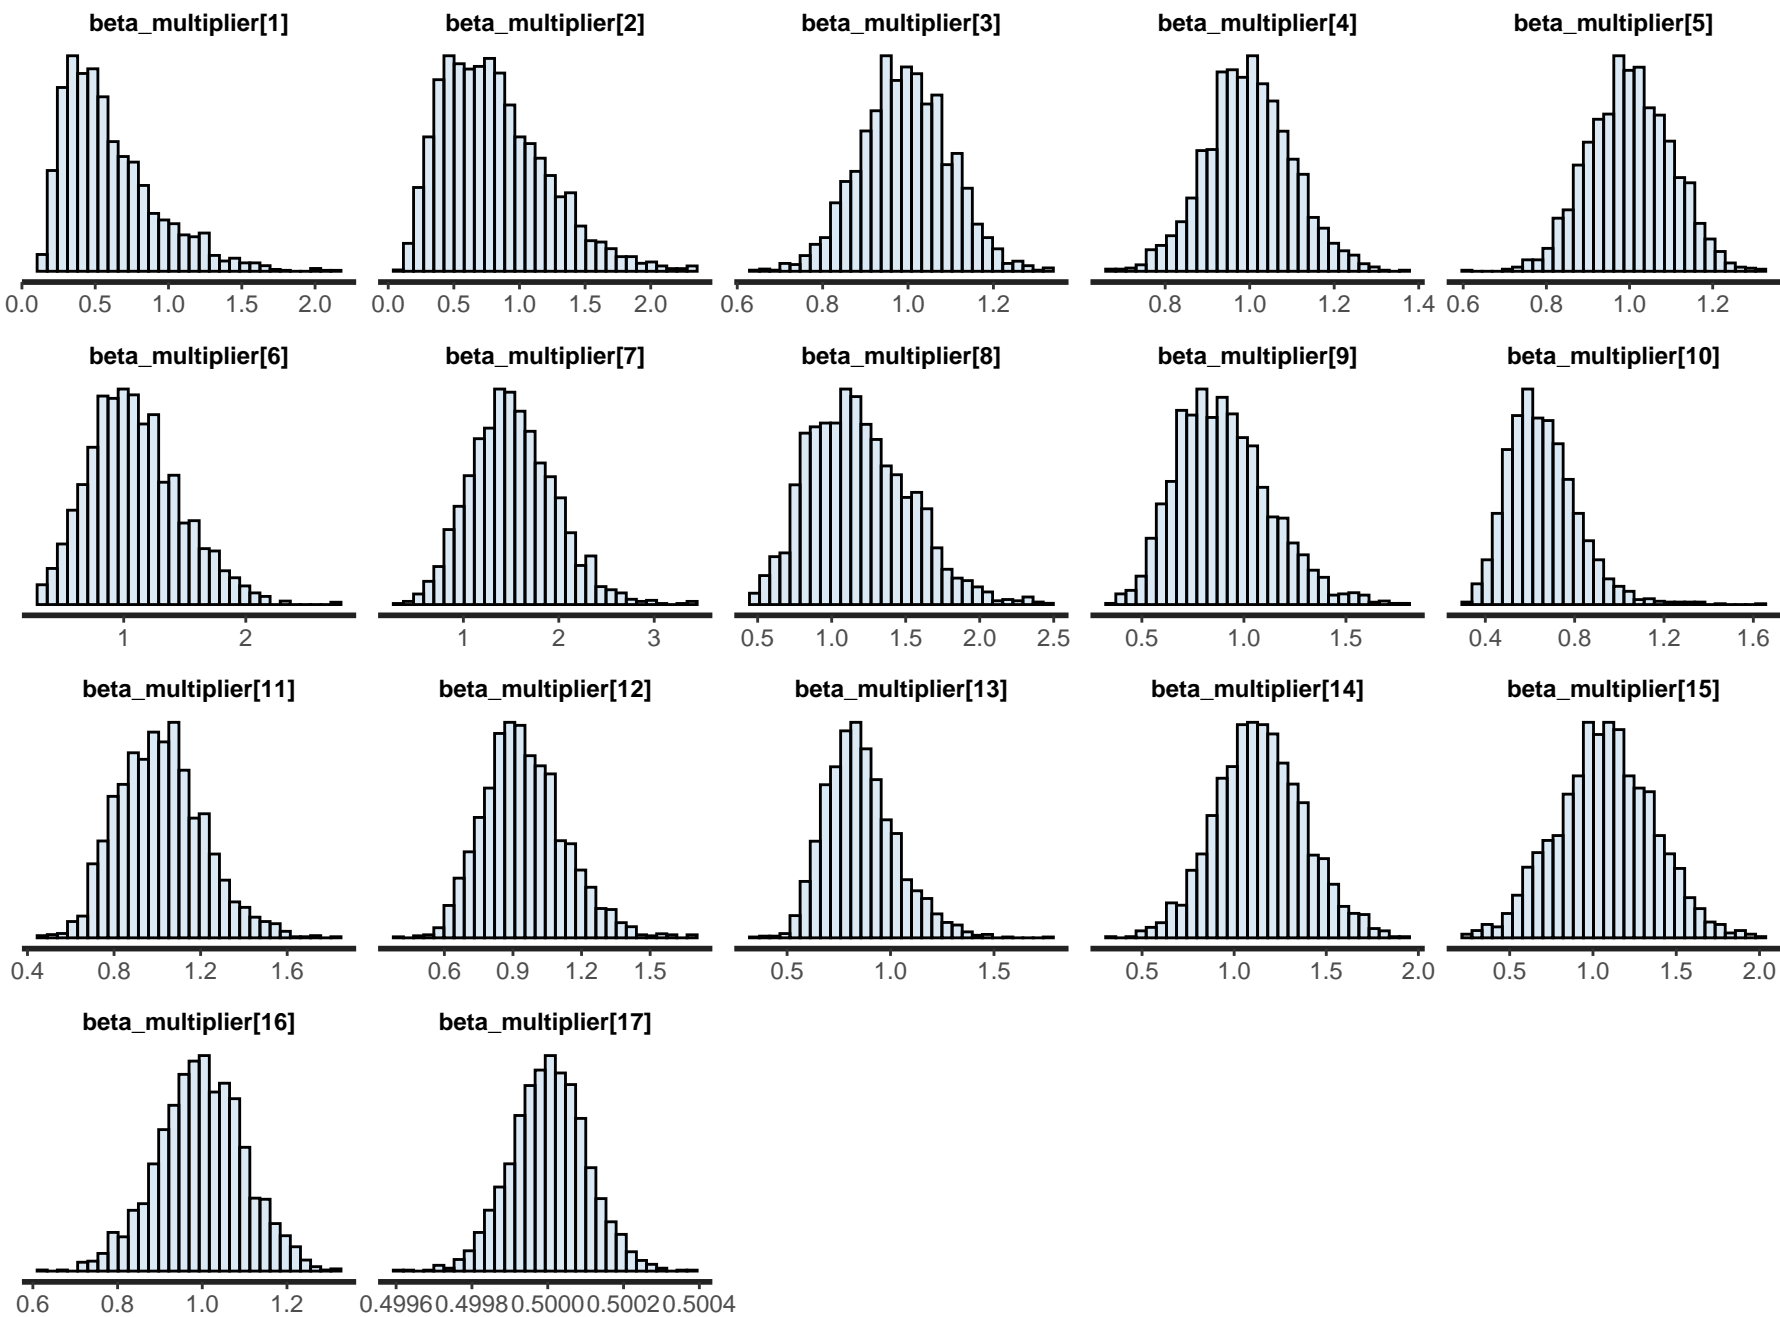 beta_multiplier[1] beta_multiplier[2] beta_multiplier[3] beta_multiplier[4] beta_multiplier[5]
0.0 0.5 1.0 1.5 2.0 0.0 0.5 1.0 1.5 2.0 0.6 0.8 1.0 1.2 0.8 1.0 1.2 1.4 0.6 0.8 1.0 1.2
beta_multiplier[6] beta_multiplier[7] beta_multiplier[8] beta_multiplier[9] beta_multiplier[10]
1 2 1 2 3 0.5 1.0 1.5 2.0 2.5 0.5 1.0 1.5 0.4 0.8 1.2 1.6
beta_multiplier[11] beta_multiplier[12] beta_multiplier[13] beta_multiplier[14] beta_multiplier[15]
0.4 0.8 1.2 1.6 0.6 0.9 1.2 1.5 0.5 1.0 1.5 0.5 1.0 1.5 2.0 0.5 1.0 1.5 2.0
beta_multiplier[16] beta_multiplier[17]
0.6 0.8 1.0 1.2 0.4996 0.4998 0.5000 0.5002 0.5004